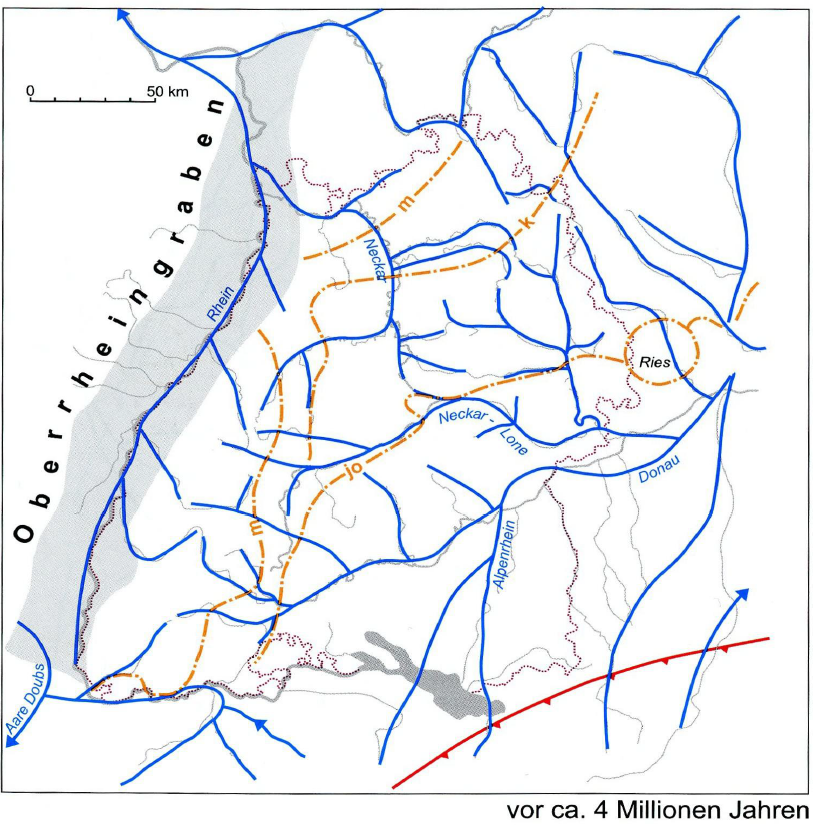 0 50 km
Oberrheingraben
Rhein
Neckar
m
k
Ries
Neckar - Lone
jo
Donau
m
Alpenrhein
Aare Doubs
vor ca. 4 Millionen Jahren